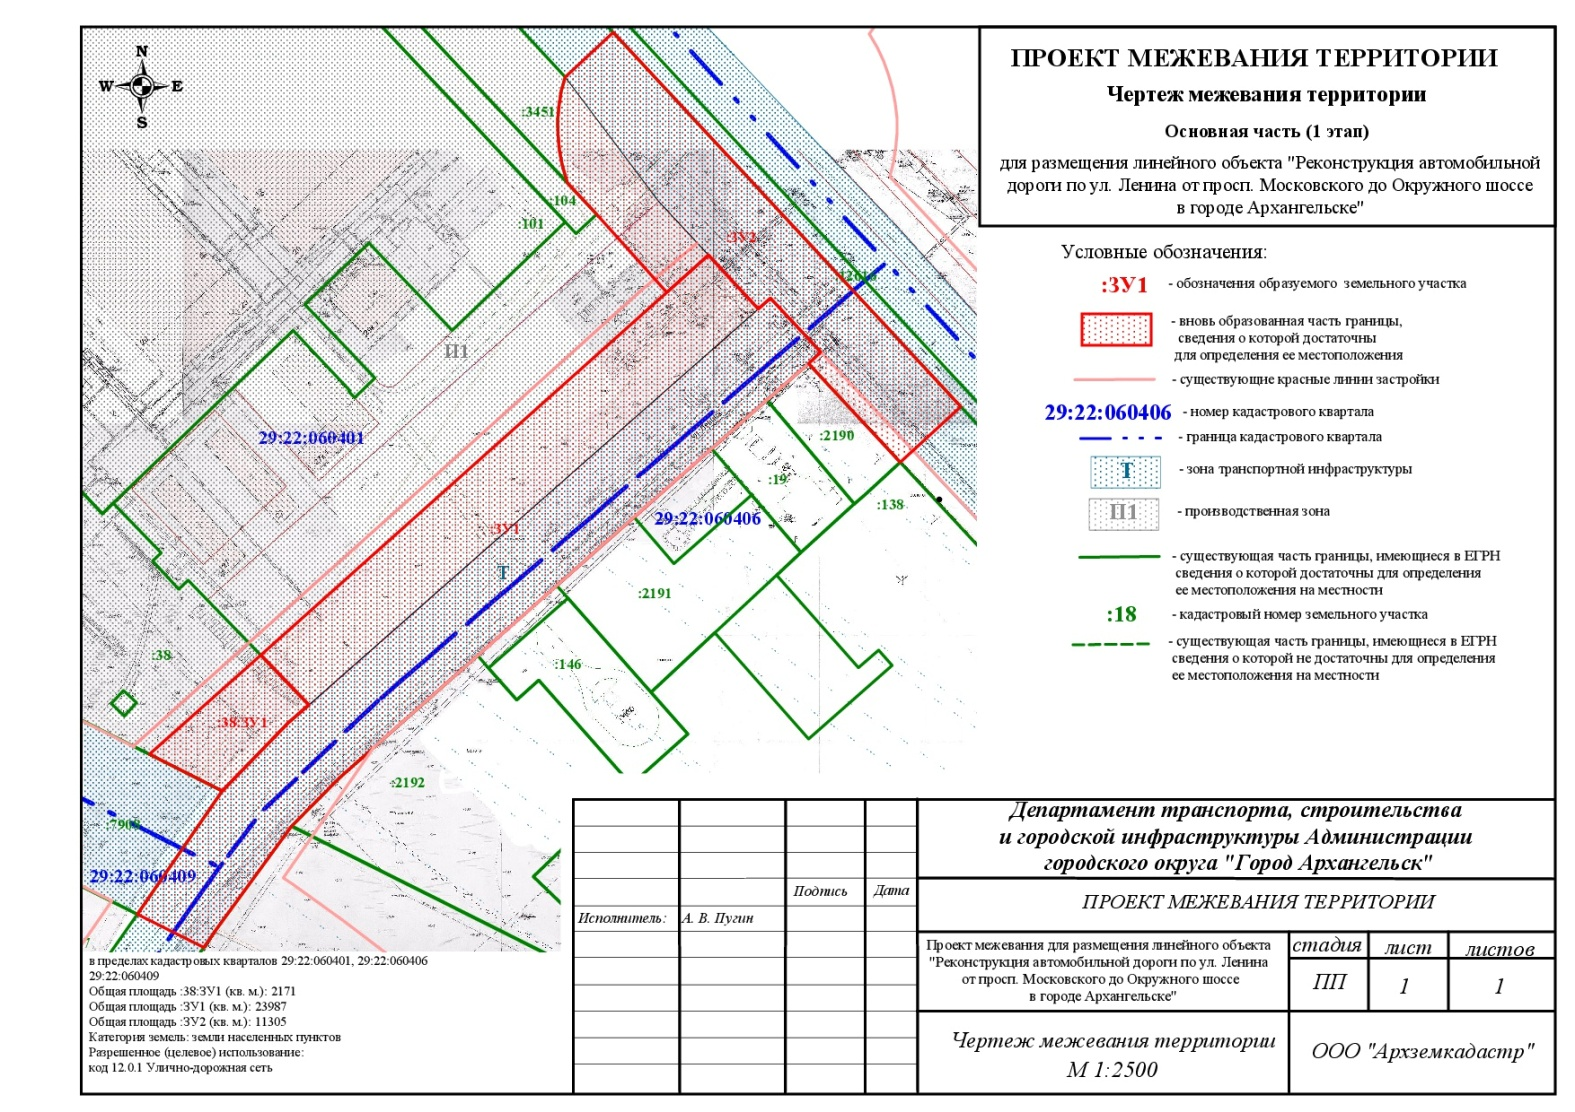 N
W
E
S
:3451
:104
:101
:ЗУ2
П1
29:22:060401
:2190
:19
:138
29:22:060406
:ЗУ1
Т
:2191
:38
:146
:38:ЗУ1
:2192
29:22:060409
в пределах кадастровых кварталов 29:22:060401, 29:22:060406
29:22:060409
Общая площадь :38:ЗУ1 (кв. м.): 2171
Общая площадь :ЗУ1 (кв. м.): 23987
Общая площадь :ЗУ2 (кв. м.): 11305
Категория земель: земли населенных пунктов
Разрешенное (целевое) использование:
код 12.0.1 Улично-дорожная сеть
ПРОЕКТ МЕЖЕВАНИЯ ТЕРРИТОРИИ
Чертеж межевания территории
Основная часть (1 этап)
для размещения линейного объекта "Реконструкция автомобильной
дороги по ул. Ленина от просп. Московского до Окружного шоссе
в городе Архангельске"
Условные обозначения:
:ЗУ1 - обозначения образуемого земельного участка
- вновь образованная часть границы,
сведения о которой достаточны
для определения ее местоположения
- существующие красные линии застройки
29:22:060406 - номер кадастрового квартала
- граница кадастрового квартала
Т - зона транспортной инфраструктуры
П1 - производственная зона
- существующая часть границы, имеющиеся в ЕГРН
сведения о которой достаточны для определения
ее местоположения на местности
:18 - кадастровый номер земельного участка
- существующая часть границы, имеющиеся в ЕГРН
сведения о которой не достаточны для определения
ее местоположения на местности
Департамент транспорта, строительства
и городской инфраструктуры Администрации
городского округа "Город Архангельск"
Подпись Дата
Исполнитель: А. В. Пугин
ПРОЕКТ МЕЖЕВАНИЯ ТЕРРИТОРИИ
Проект межевания для размещения линейного объекта
"Реконструкция автомобильной дороги по ул. Ленина
от просп. Московского до Окружного шоссе
в городе Архангельске"
стадия лист листов
ПП 1 1
Чертеж межевания территории
М 1:2500
ООО "Архземкадастр"